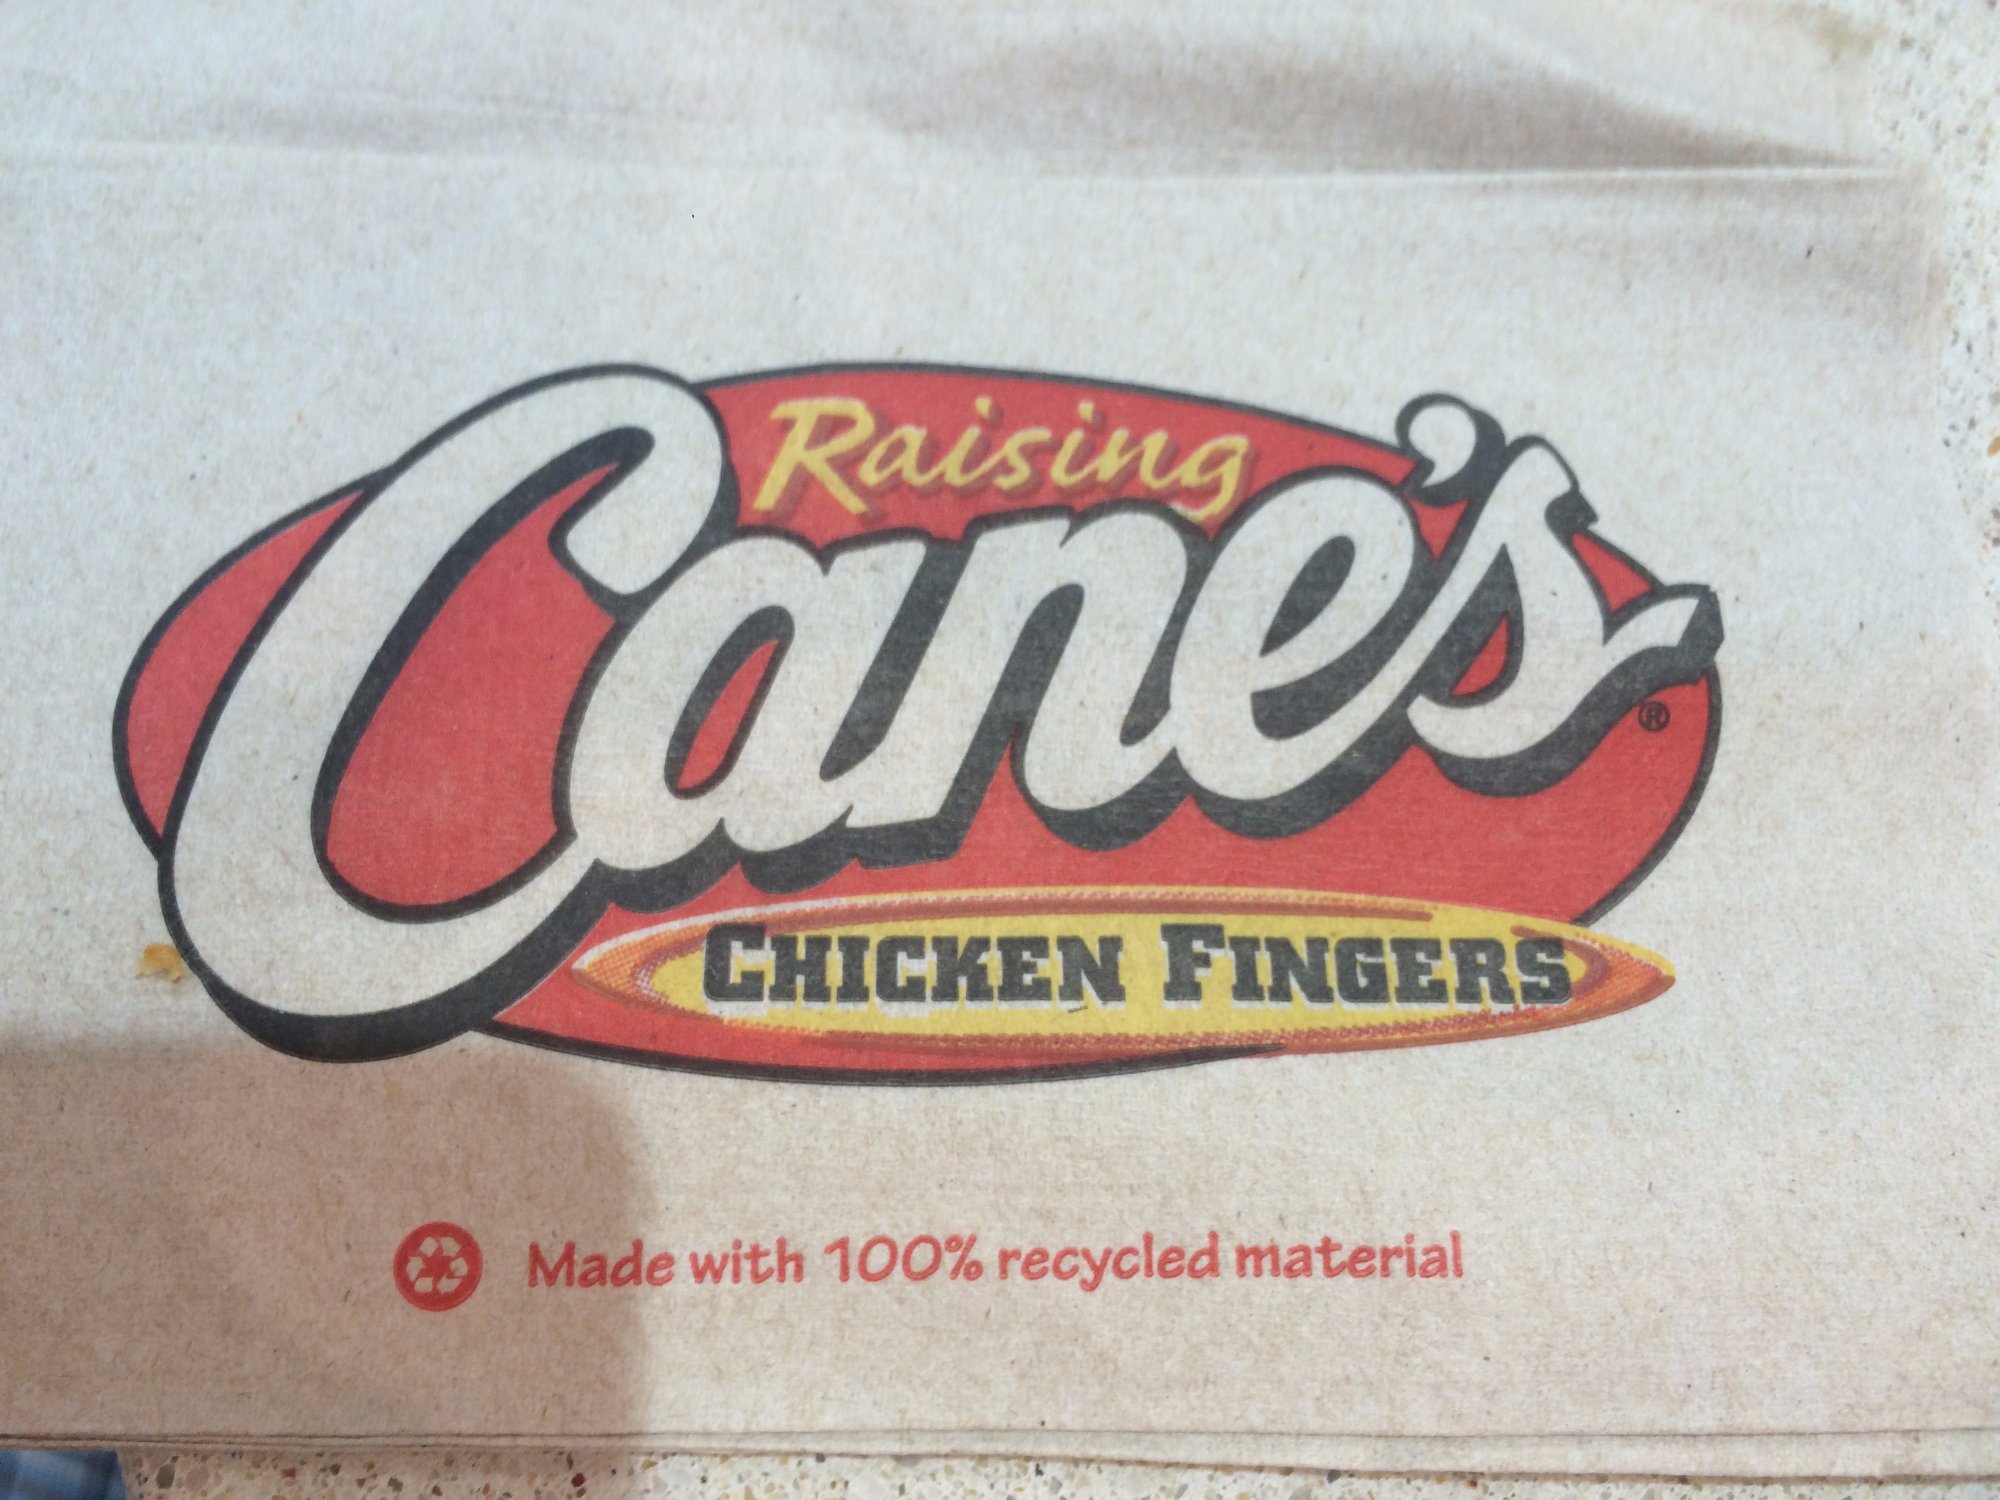 Raising
Cane's
®
CHICKEN FINGERS
Made with 100% recycled material